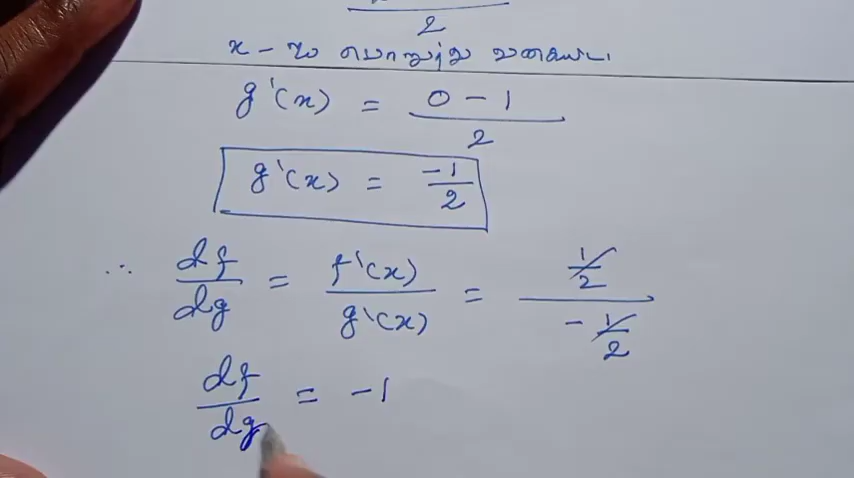 2
x - ஐ பொறுத்து வகையிட
g'(x) = 0 - 1 / 2
g'(x) = -1 / 2
∴ df/dg = f'(x) / g'(x) = 1/2 / - 1/2
df/dg = -1